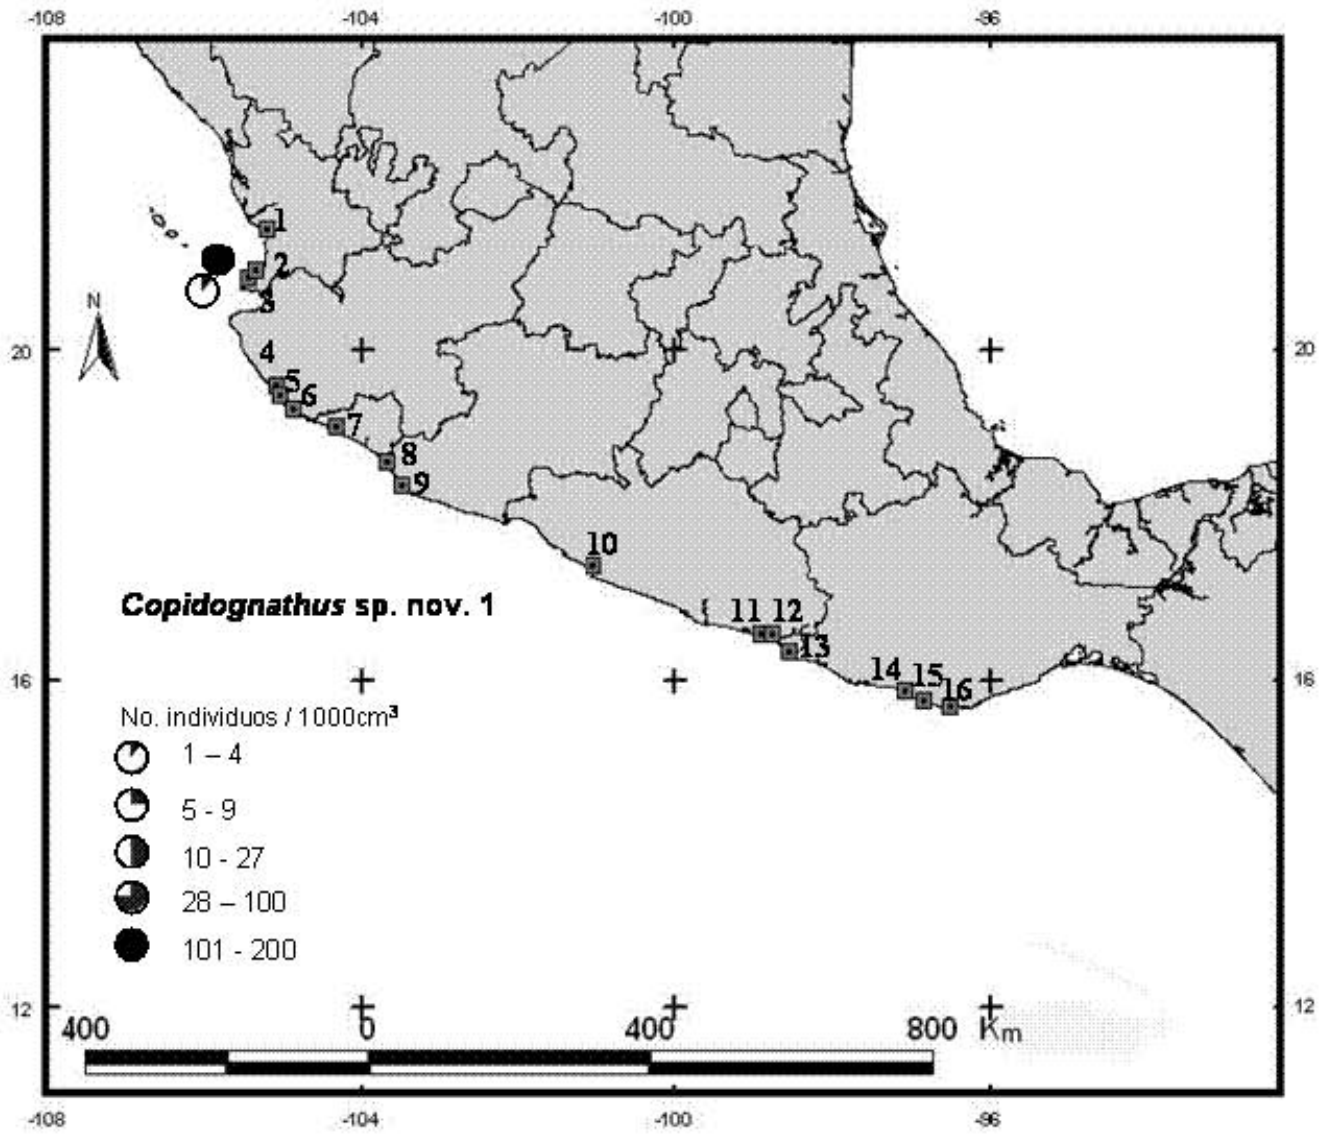 -108 -104 -100 -96
1
2
3
N
20 4 20
5
6
7
8
9
10
Copidognathus sp. nov. 1
11 12
13
16 14 15 16 16
No. individuos / 1000cm³
1 – 4
5 - 9
10 - 27
28 – 100
101 - 200
12 12
400 0 400 800 Km
-108 -104 -100 -96